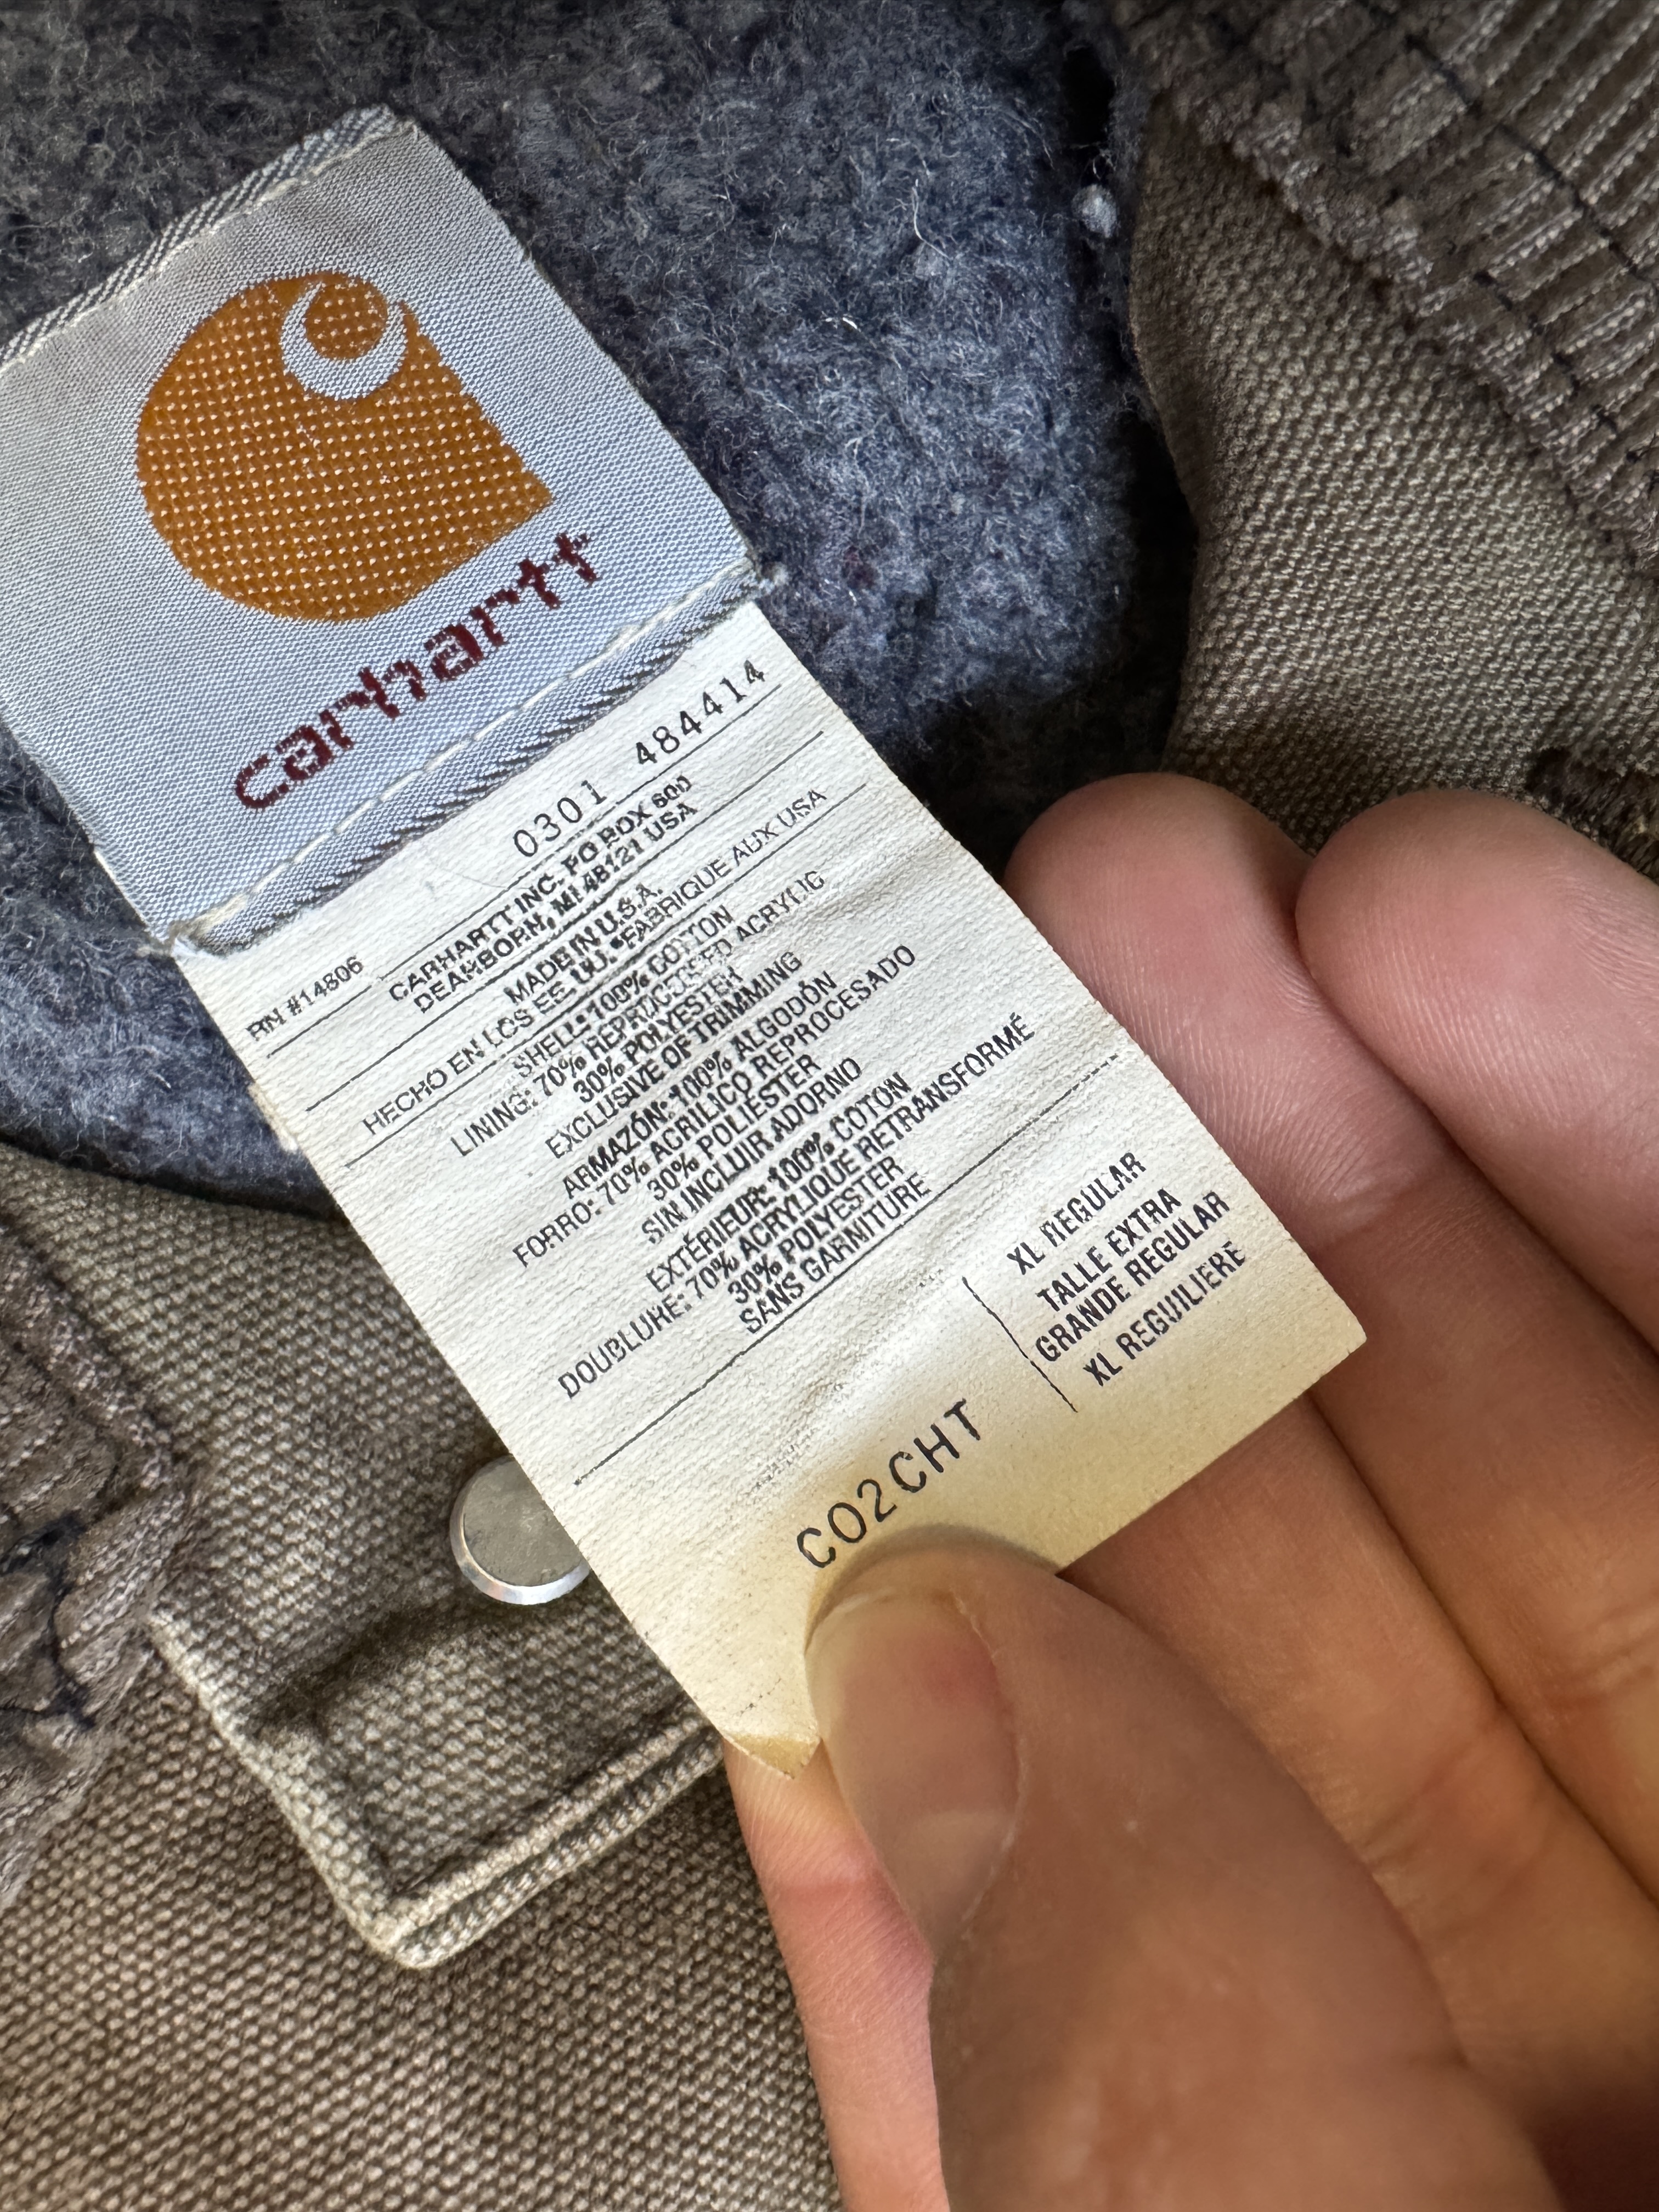 carhartt
0301 484414
RN #14806
CARHARTT INC. PO BOX 600
DEARBORN, MI 48121 USA
MADE IN U.S.A.
HECHO EN LOS EE. UU. • FABRIQUE AUX USA
SHELL: 100% COTTON
LINING: 70% REPROCESSED ACRYLIC
30% POLYESTER
EXCLUSIVE OF TRIMMING
ARMAZÓN: 100% ALGODÓN
FORRO: 70% ACRILICO REPROCESADO
30% POLIÉSTER
SIN INCLUIR ADORNO
EXTÉRIEUR: 100% COTON
DOUBLURE: 70% ACRYLIQUE RETRANSFORMÉ
30% POLYESTER
SANS GARNITURE
XL REGULAR
TALLE EXTRA
GRANDE REGULAR
XL REGUILIERE
C02CHT